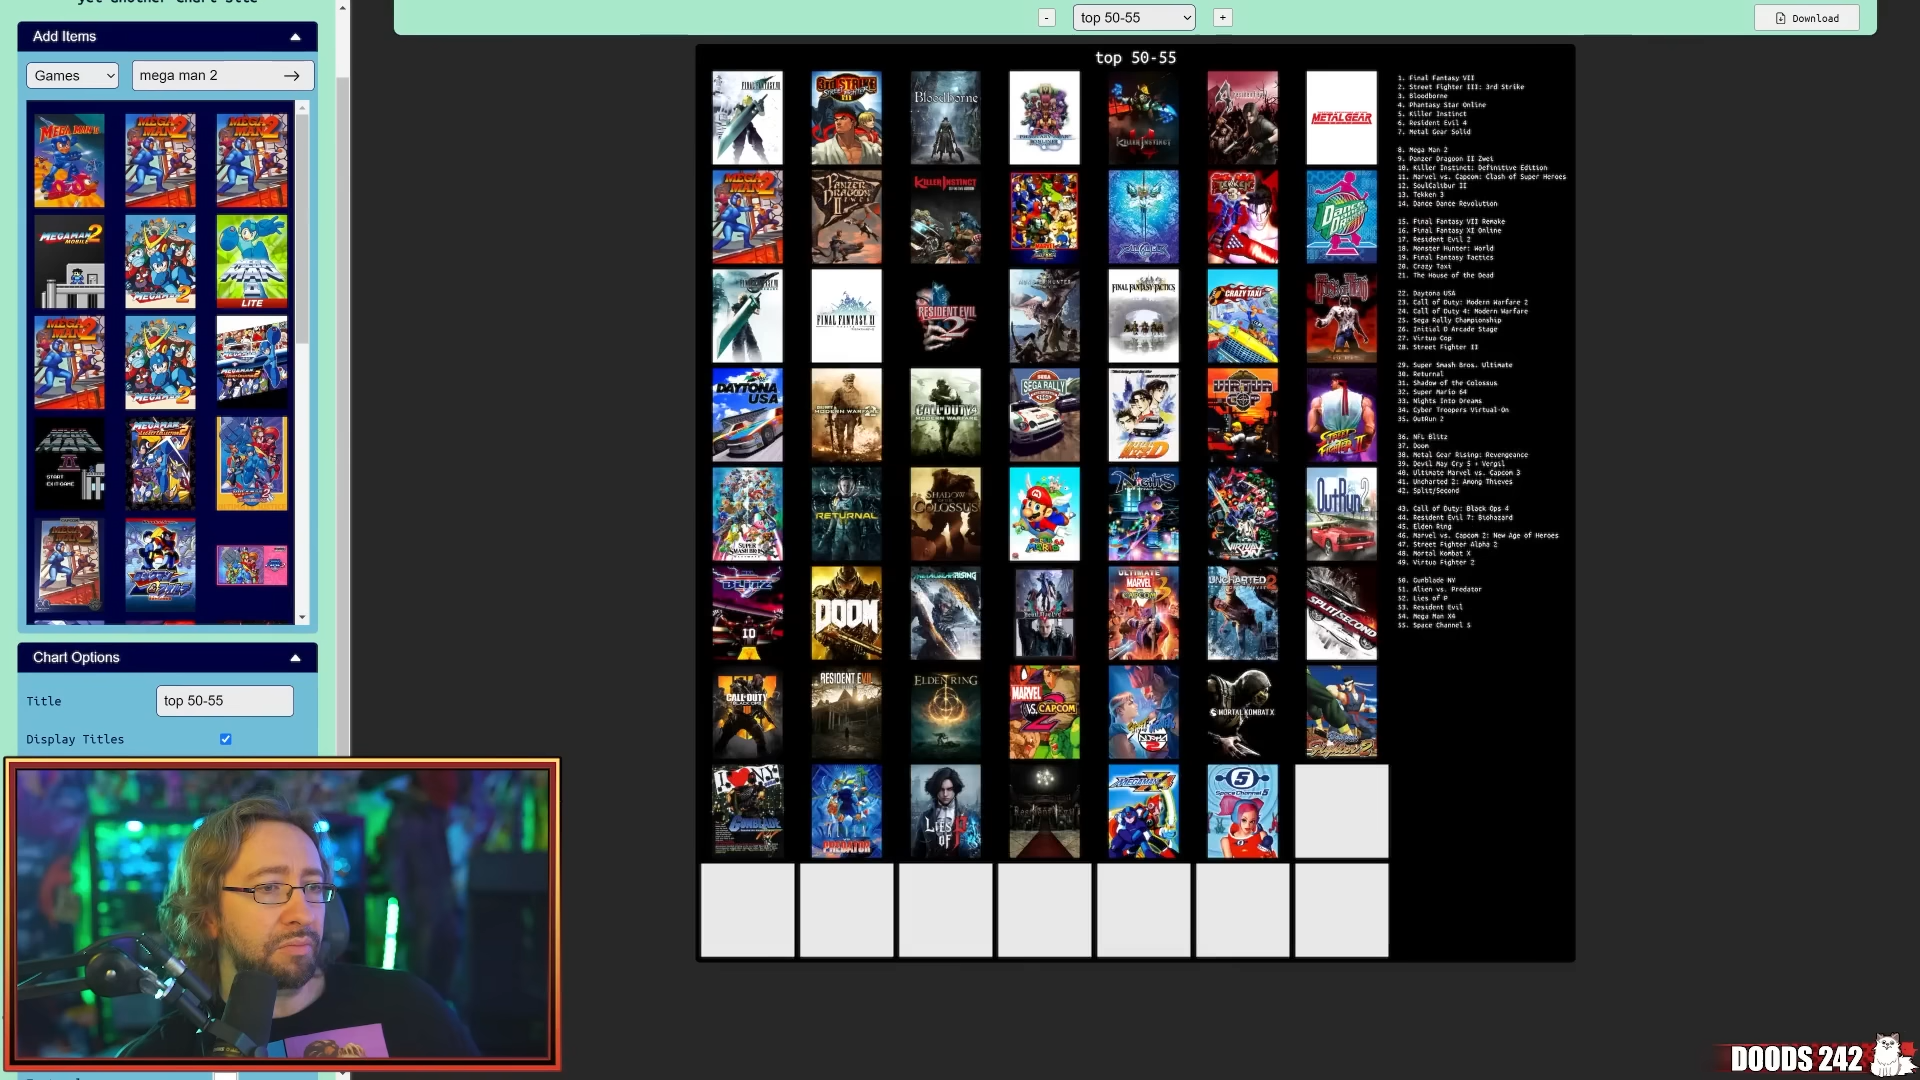 yet another chart site
Add Items
Games
mega man 2
Chart Options
Title
top 50-55
Display Titles
-
top 50-55
+
Download
top 50-55
1. Final Fantasy VII
2. Street Fighter III: 3rd Strike
3. Bloodborne
4. Phantasy Star Online
5. Killer Instinct
6. Resident Evil 4
7. Metal Gear Solid
8. Mega Man 2
9. Panzer Dragoon II Zwei
10. Killer Instinct: Definitive Edition
11. Marvel vs. Capcom: Clash of Super Heroes
12. SoulCalibur II
13. Tekken 3
14. Dance Dance Revolution
15. Final Fantasy VII Remake
16. Final Fantasy XI Online
17. Resident Evil 2
18. Monster Hunter: World
19. Final Fantasy Tactics
20. Crazy Taxi
21. The House of the Dead
22. Daytona USA
23. Call of Duty: Modern Warfare 2
24. Call of Duty 4: Modern Warfare
25. Sega Rally Championship
26. Initial D Arcade Stage
27. Virtua Cop
28. Street Fighter II
29. Super Smash Bros. Ultimate
30. Returnal
31. Shadow of the Colossus
32. Super Mario 64
33. Nights Into Dreams
34. Cyber Troopers Virtual-On
35. OutRun 2
36. NFL Blitz
37. Doom
38. Metal Gear Rising: Revengeance
39. Devil May Cry 5 + Vergil
40. Ultimate Marvel vs. Capcom 3
41. Uncharted 2: Among Thieves
42. Split/Second
43. Call of Duty: Black Ops 4
44. Resident Evil 7: Biohazard
45. Elden Ring
46. Marvel vs. Capcom 2: New Age of Heroes
47. Street Fighter Alpha 2
48. Mortal Kombat X
49. Virtua Fighter 2
50. Gunblade NY
51. Alien vs. Predator
52. Lies of P
53. Resident Evil
54. Mega Man X4
55. Space Channel 5
DOODS 242